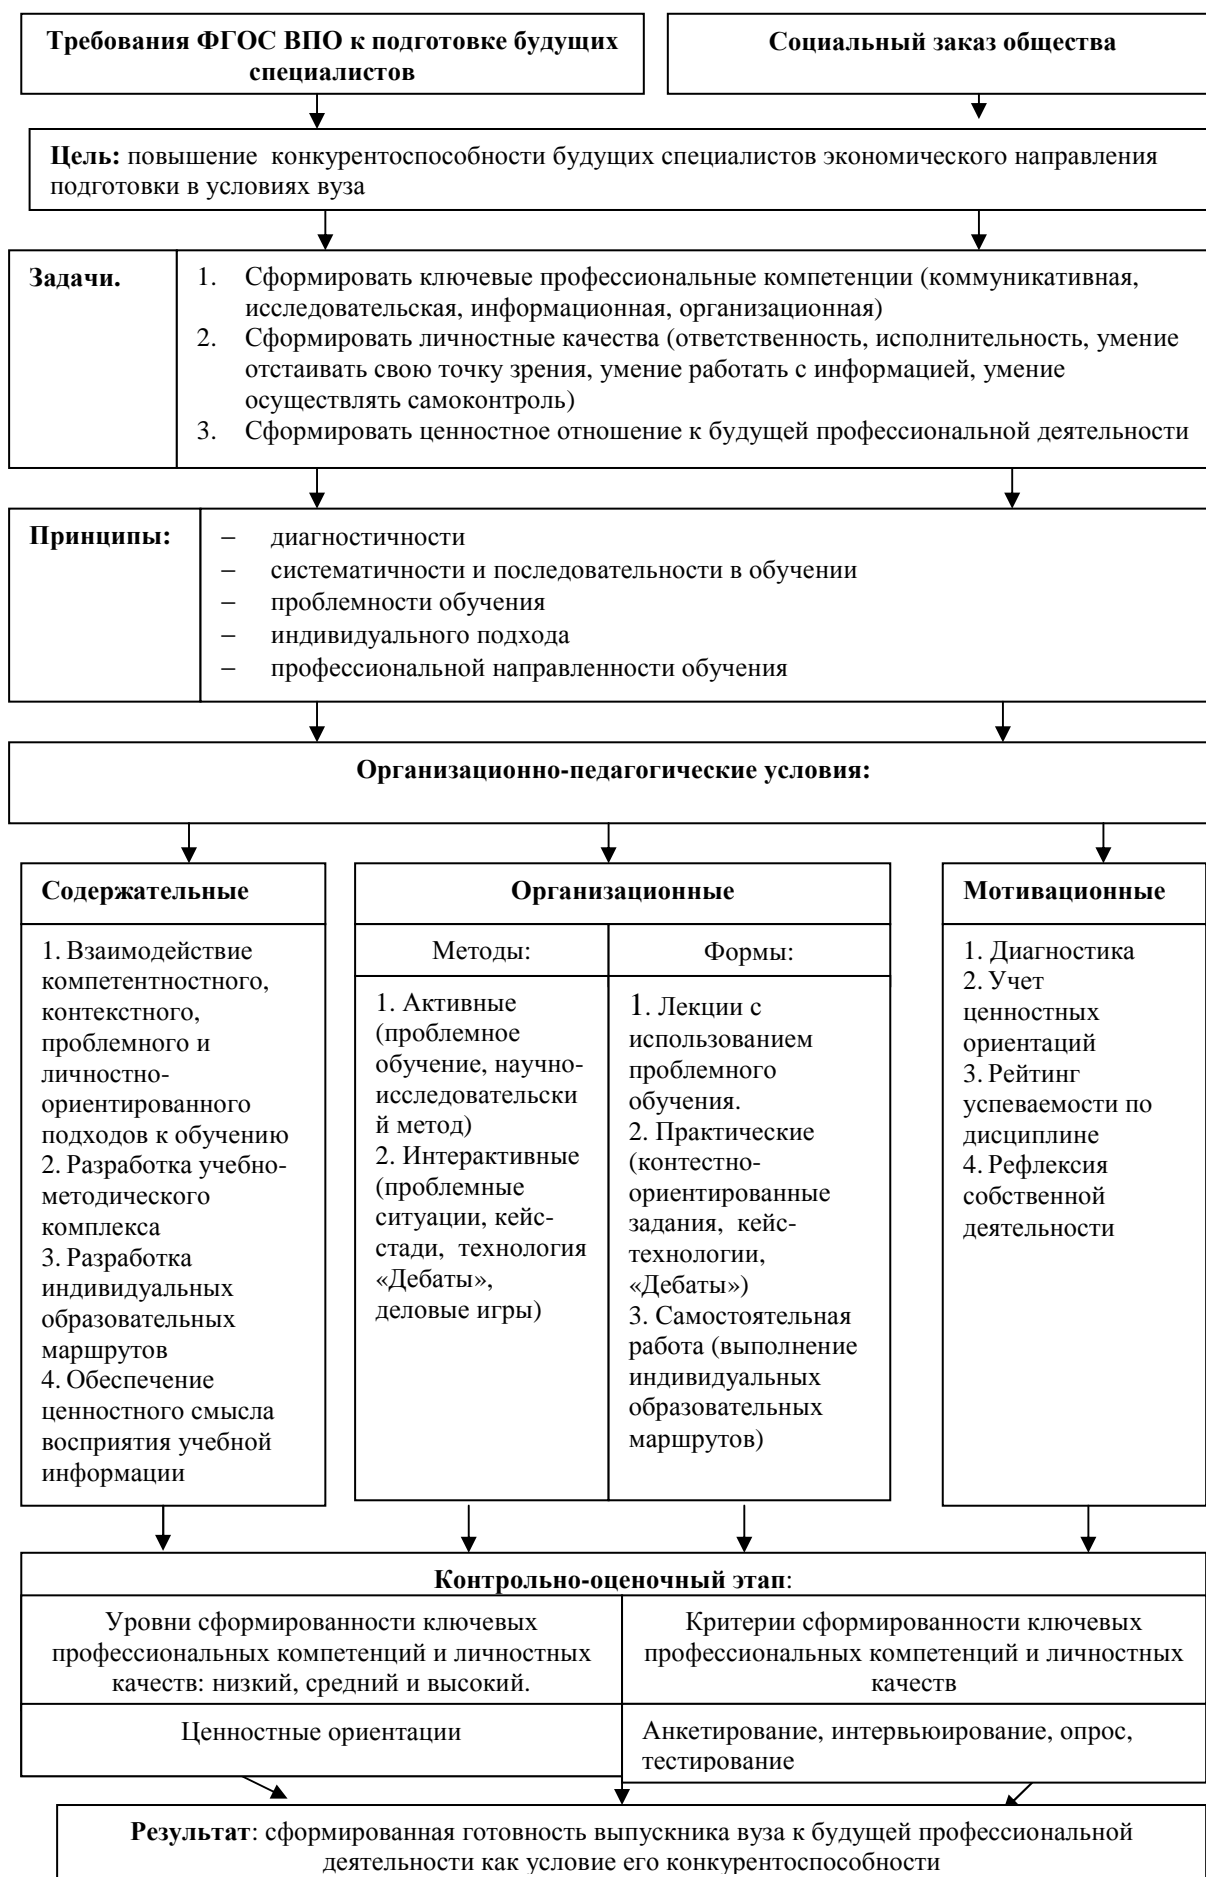 Требования ФГОС ВПО к подготовке будущих
специалистов
Социальный заказ общества
Цель: повышение конкурентоспособности будущих специалистов экономического направления
подготовки в условиях вуза
Задачи.
1. Сформировать ключевые профессиональные компетенции (коммуникативная,
исследовательская, информационная, организационная)
2. Сформировать личностные качества (ответственность, исполнительность, умение
отстаивать свою точку зрения, умение работать с информацией, умение
осуществлять самоконтроль)
3. Сформировать ценностное отношение к будущей профессиональной деятельности
Принципы:
– диагностичности
– систематичности и последовательности в обучении
– проблемности обучения
– индивидуального подхода
– профессиональной направленности обучения
Организационно-педагогические условия:
Содержательные
1. Взаимодействие
компетентностного,
контекстного,
проблемного и
личностно-
ориентированного
подходов к обучению
2. Разработка учебно-
методического
комплекса
3. Разработка
индивидуальных
образовательных
маршрутов
4. Обеспечение
ценностного смысла
восприятия учебной
информации
Организационные
Методы:
1. Активные
(проблемное
обучение, научно-
исследовательски
й метод)
2. Интерактивные
(проблемные
ситуации, кейс-
стади, технология
«Дебаты»,
деловые игры)
Формы:
1. Лекции с
использованием
проблемного
обучения.
2. Практические
(контестно-
ориентированные
задания, кейс-
технологии,
«Дебаты»)
3. Самостоятельная
работа (выполнение
индивидуальных
образовательных
маршрутов)
Мотивационные
1. Диагностика
2. Учет
ценностных
ориентаций
3. Рейтинг
успеваемости по
дисциплине
4. Рефлексия
собственной
деятельности
Контрольно-оценочный этап:
Уровни сформированности ключевых
профессиональных компетенций и личностных
качеств: низкий, средний и высокий.
Критерии сформированности ключевых
профессиональных компетенций и личностных
качеств
Ценностные ориентации
Анкетирование, интервьюирование, опрос,
тестирование
Результат: сформированная готовность выпускника вуза к будущей профессиональной
деятельности как условие его конкурентоспособности